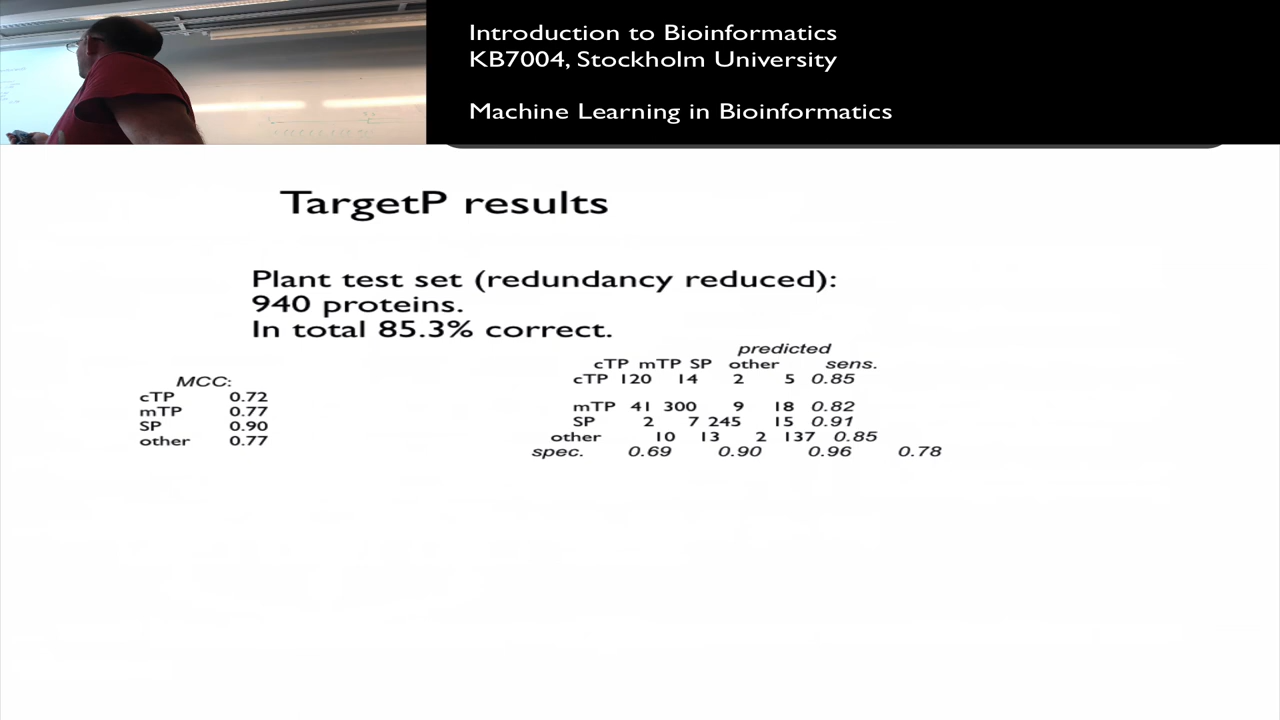 Introduction to Bioinformatics
KB7004, Stockholm University
Machine Learning in Bioinformatics
TargetP results
Plant test set (redundancy reduced):
940 proteins.
In total 85.3% correct.
MCC:
cTP 0.72
mTP 0.77
SP 0.90
other 0.77
predicted
cTP mTP SP other sens.
cTP 120 14 2 5 0.85
mTP 41 300 9 18 0.82
SP 2 7 245 15 0.91
other 10 13 2 137 0.85
spec. 0.69 0.90 0.96 0.78